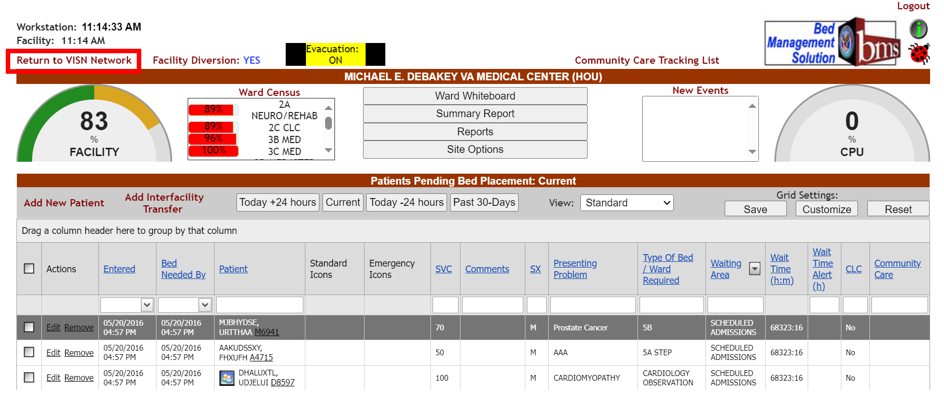 Logout
Workstation: 11:14:33 AM
Facility: 11:14 AM
Return to VISN Network
Facility Diversion: YES
Evacuation:
ON
Community Care Tracking List
Bed
Management
Solution
bms
MICHAEL E. DEBAKEY VA MEDICAL CENTER (HOU)
83
%
FACILITY
Ward Census
89% 2A
NEURO/REHAB
89% 2C CLC
96% 3B MED
100% 3C MED
Ward Whiteboard
Summary Report
Reports
Site Options
New Events
0
%
CPU
Patients Pending Bed Placement: Current
Add New Patient
Add Interfacility
Transfer
Today +24 hours
Current
Today -24 hours
Past 30-Days
View: Standard
Grid Settings:
Save
Customize
Reset
Drag a column header here to group by that column
Actions
Entered
Bed
Needed By
Patient
Standard
Icons
Emergency
Icons
SVC
Comments
SX
Presenting
Problem
Type Of Bed
/ Ward
Required
Waiting
Area
Wait
Time
(h:m)
Wait
Time
Alert
(h)
CLC
Community
Care
Edit Remove
05/20/2016
04:57 PM
05/20/2016
04:57 PM
MJBHYDSE,
URTTHAA M6941
70
M
Prostate Cancer
5B
SCHEDULED
ADMISSIONS
68323:16
No
Edit Remove
05/20/2016
04:57 PM
05/20/2016
04:57 PM
AAKUDSSXY,
FHXUFH A4715
50
M
AAA
5A STEP
SCHEDULED
ADMISSIONS
68323:16
No
Edit Remove
05/20/2016
04:57 PM
05/20/2016
04:57 PM
DHALUXTL,
UDJELUI D8597
100
M
CARDIOMYOPATHY
CARDIOLOGY
OBSERVATION
SCHEDULED
ADMISSIONS
68323:16
No